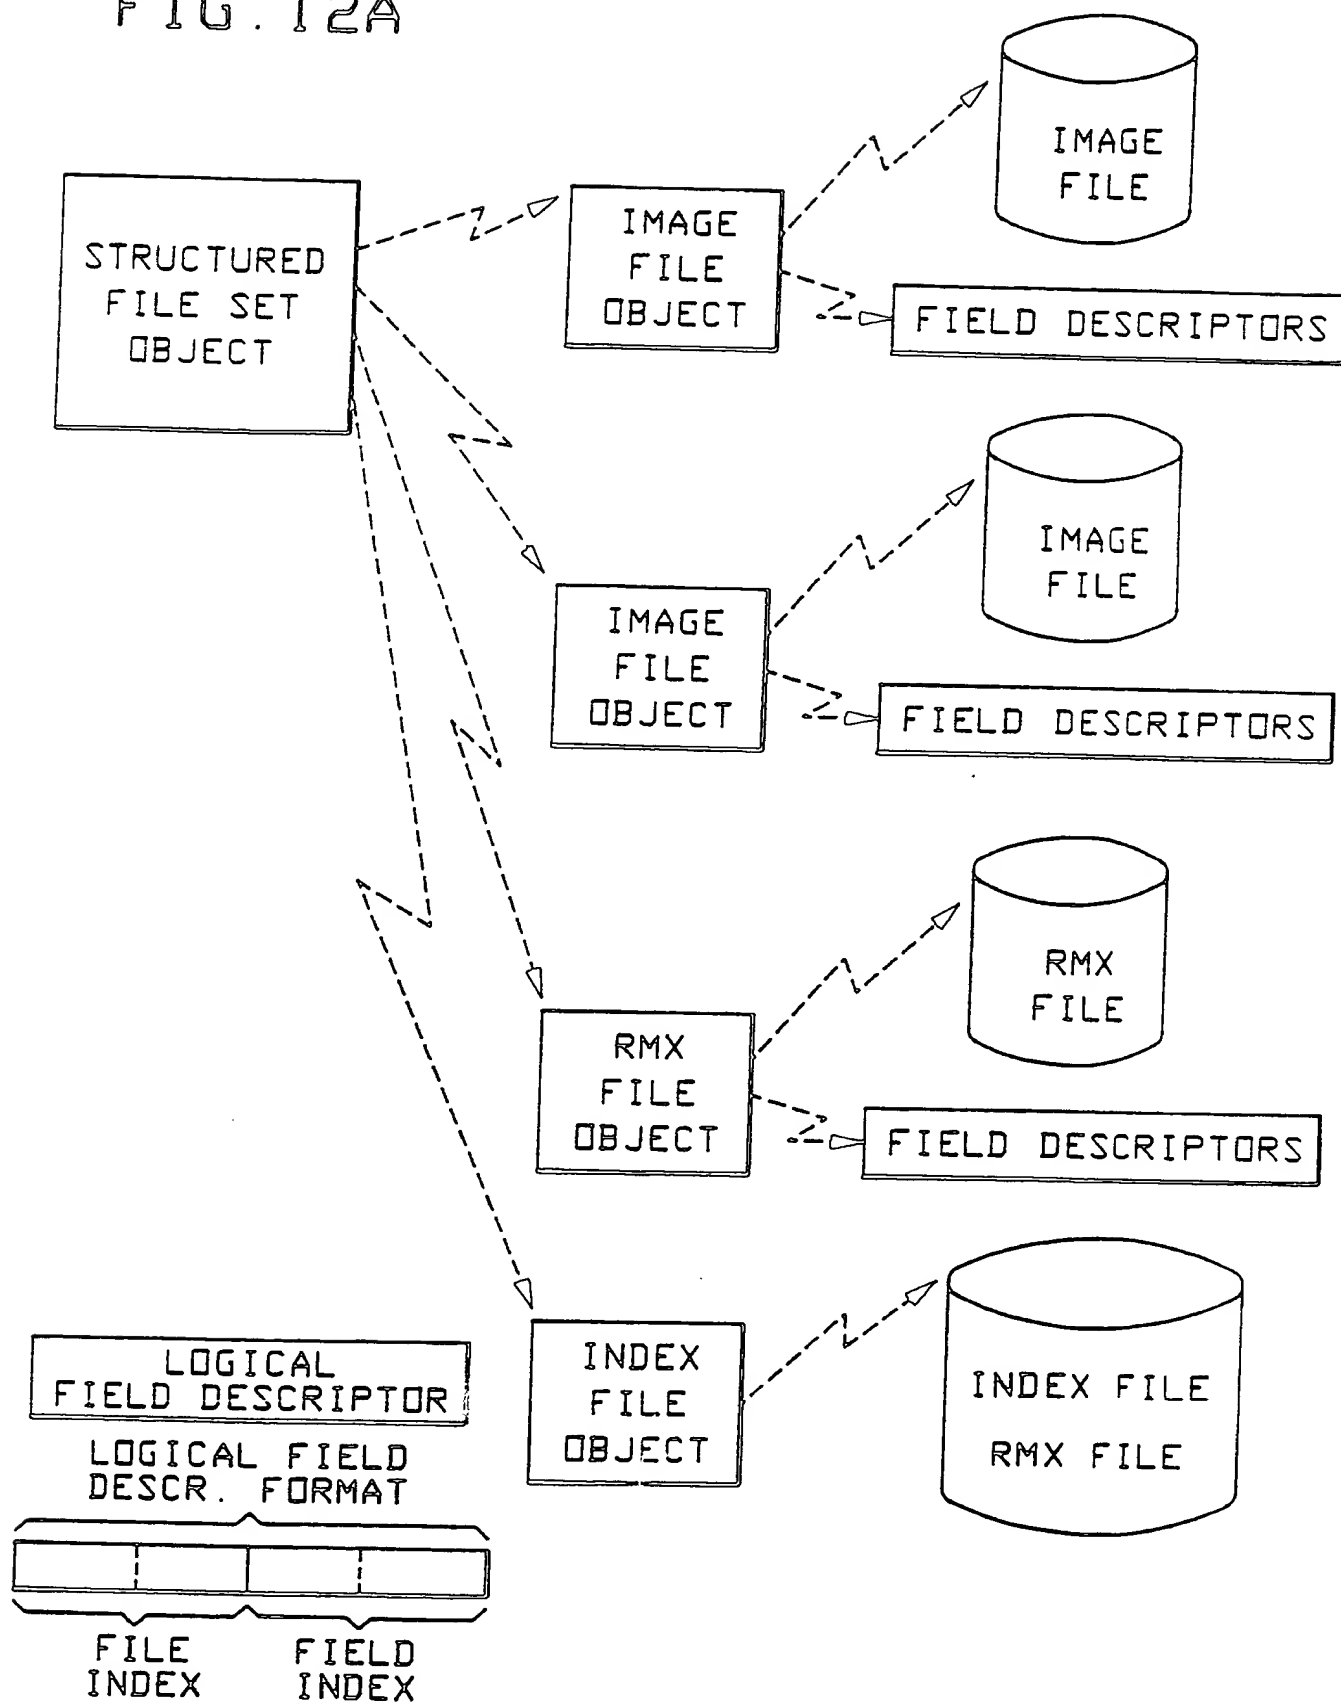 FIG. 12A
IMAGE
FILE
STRUCTURED
FILE SET
OBJECT
IMAGE
FILE
OBJECT
FIELD DESCRIPTORS
IMAGE
FILE
IMAGE
FILE
OBJECT
FIELD DESCRIPTORS
RMX
FILE
RMX
FILE
OBJECT
FIELD DESCRIPTORS
INDEX
FILE
OBJECT
INDEX FILE
RMX FILE
LOGICAL
FIELD DESCRIPTOR
LOGICAL FIELD
DESCR. FORMAT
FILE
INDEX
FIELD
INDEX